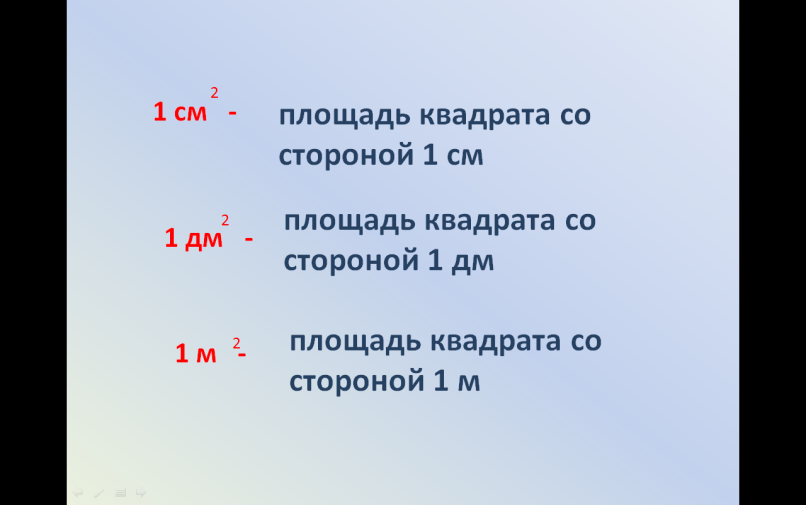 1 см² - площадь квадрата со
стороной 1 см
1 дм² - площадь квадрата со
стороной 1 дм
1 м ²- площадь квадрата со
стороной 1 м